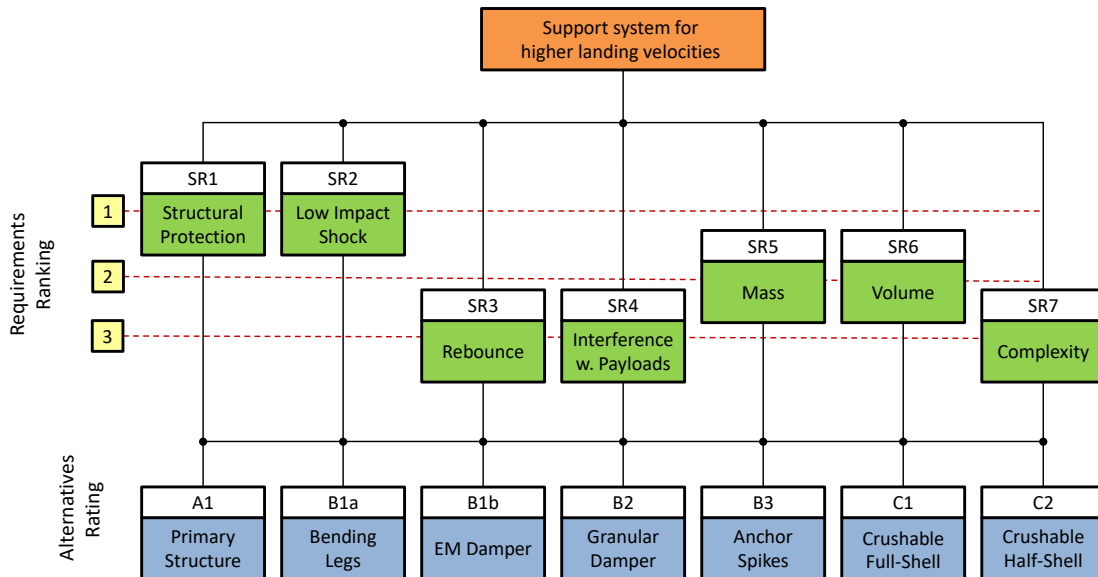 Support system for
higher landing velocities
SR1
Structural
Protection
SR2
Low Impact
Shock
SR3
Rebounce
SR4
Interference
w. Payloads
SR5
Mass
SR6
Volume
SR7
Complexity
Requirements
Ranking
1
2
3
Alternatives
Rating
A1
Primary
Structure
B1a
Bending
Legs
B1b
EM Damper
B2
Granular
Damper
B3
Anchor
Spikes
C1
Crushable
Full-Shell
C2
Crushable
Half-Shell